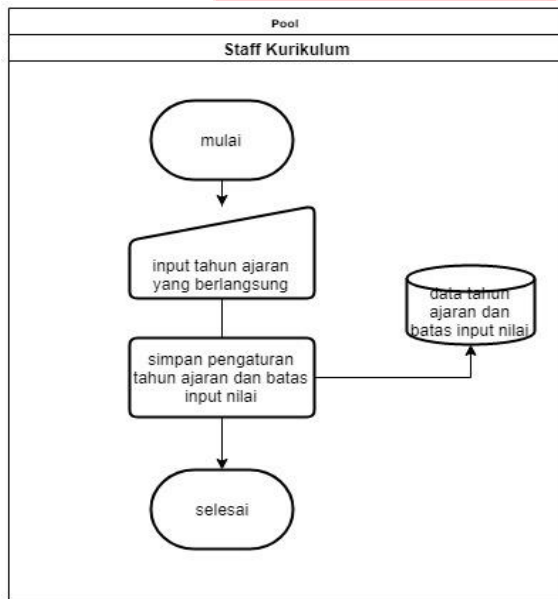 Pool
Staff Kurikulum
mulai
input tahun ajaran
yang berlangsung
data tahun
ajaran dan
batas input nilai
simpan pengaturan
tahun ajaran dan batas
input nilai
selesai